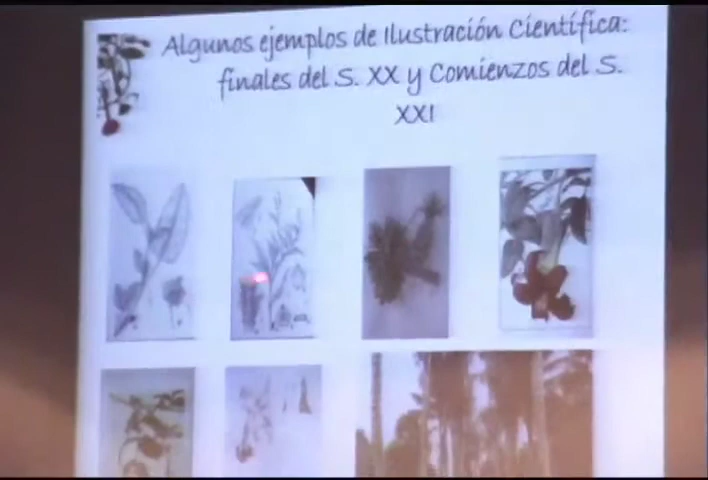 Algunos ejemplos de Ilustración Científica:
finales del S. XX y Comienzos del S.
XXI